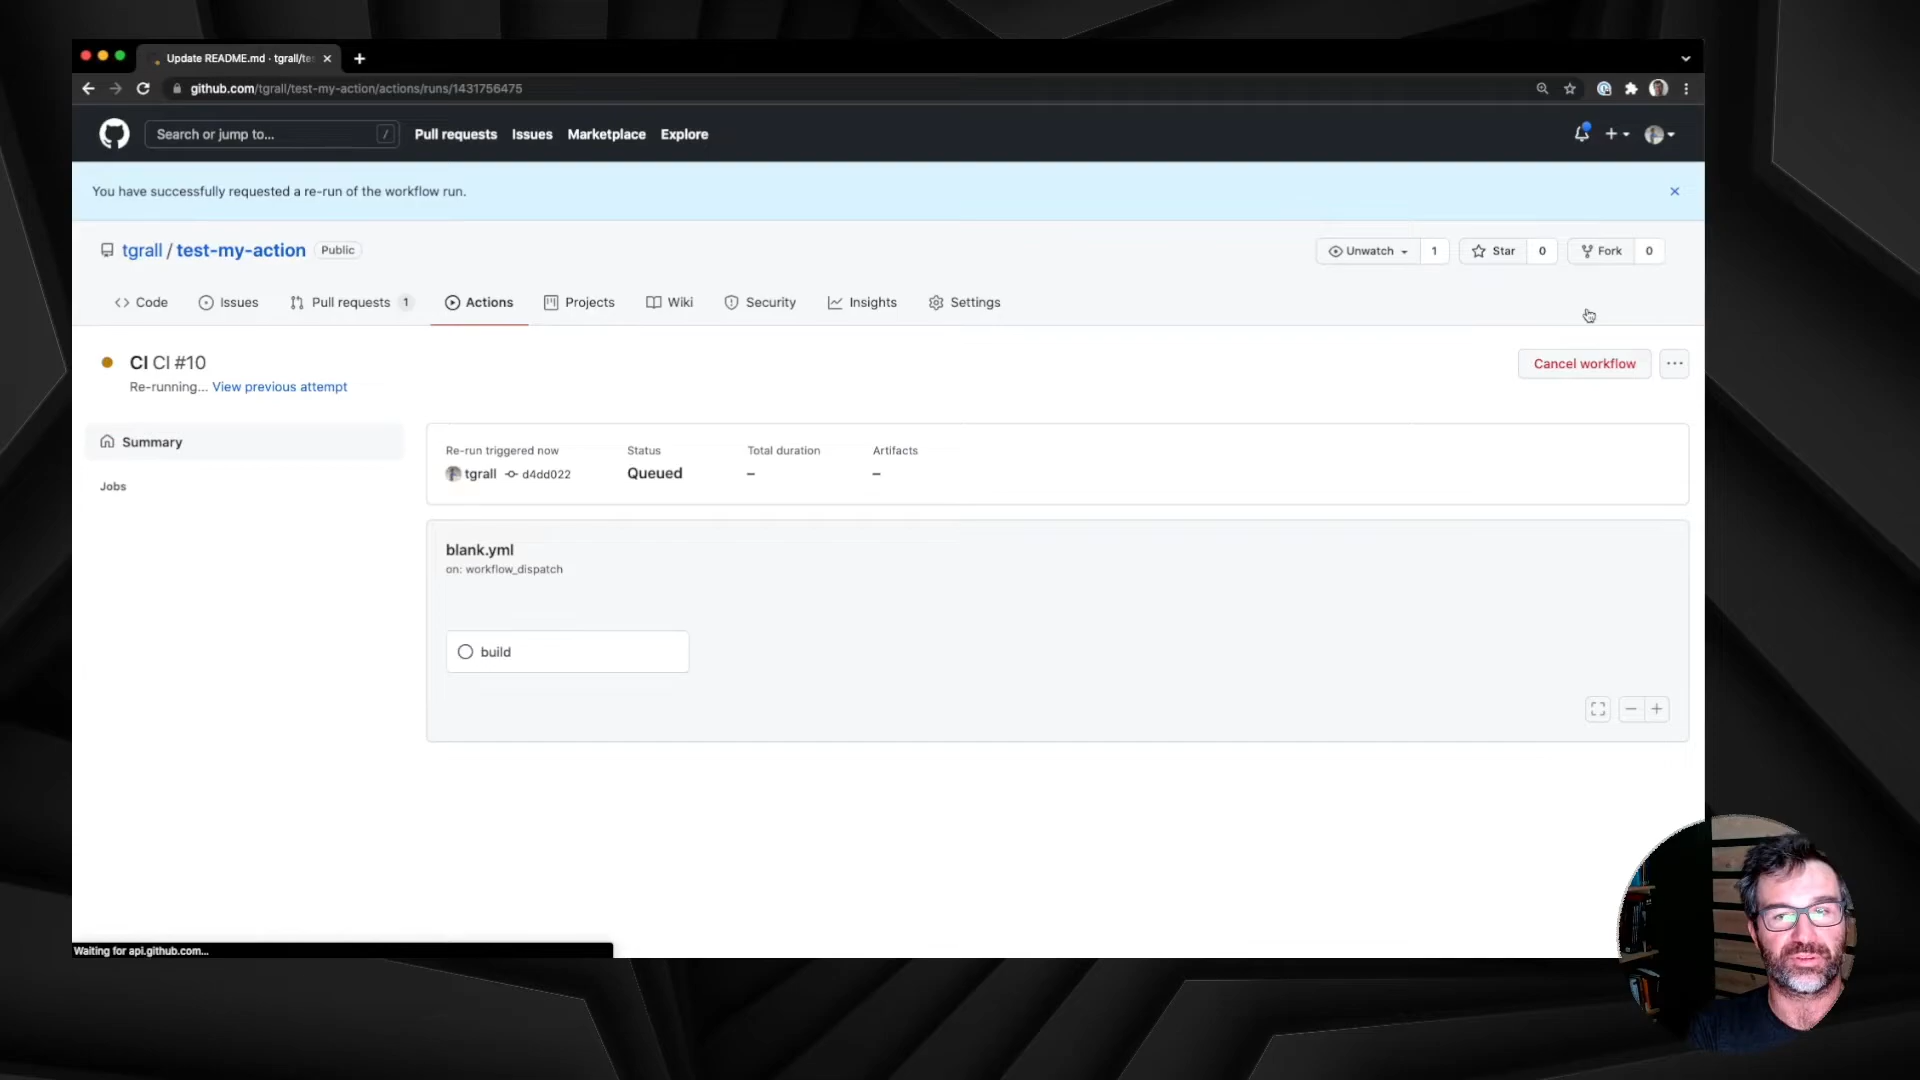 Update README.md · tgrall/tes
github.com/tgrall/test-my-action/actions/runs/1431756475
Search or jump to... / Pull requests Issues Marketplace Explore
You have successfully requested a re-run of the workflow run.
tgrall / test-my-action Public
Unwatch 1 Star 0 Fork 0
Code Issues Pull requests 1 Actions Projects Wiki Security Insights Settings
CI CI #10
Cancel workflow
Re-running... View previous attempt
Summary
Jobs
Re-run triggered now Status Total duration Artifacts
tgrall d4dd022 Queued – –
blank.yml
on: workflow_dispatch
build
Waiting for api.github.com...